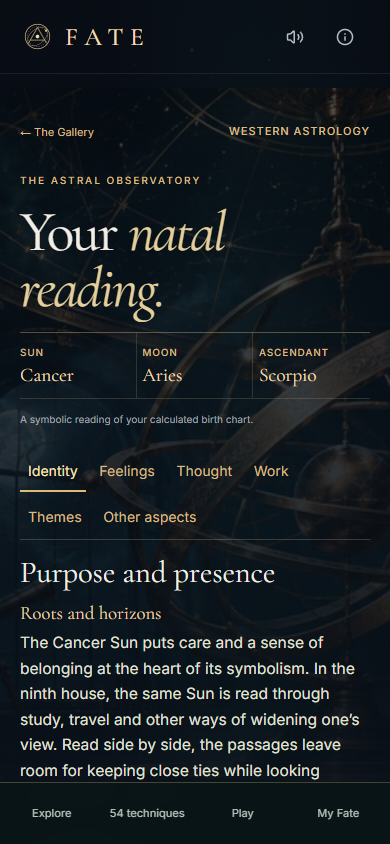 FATE
← The Gallery
WESTERN ASTROLOGY
THE ASTRAL OBSERVATORY
Your natal
reading.
SUN
Cancer
MOON
Aries
ASCENDANT
Scorpio
A symbolic reading of your calculated birth chart.
Identity Feelings Thought Work
Themes Other aspects
Purpose and presence
Roots and horizons
The Cancer Sun puts care and a sense of
belonging at the heart of its symbolism. In the
ninth house, the same Sun is read through
study, travel and other ways of widening one’s
view. Read side by side, the passages leave
room for keeping close ties while looking
Explore 54 techniques Play My Fate